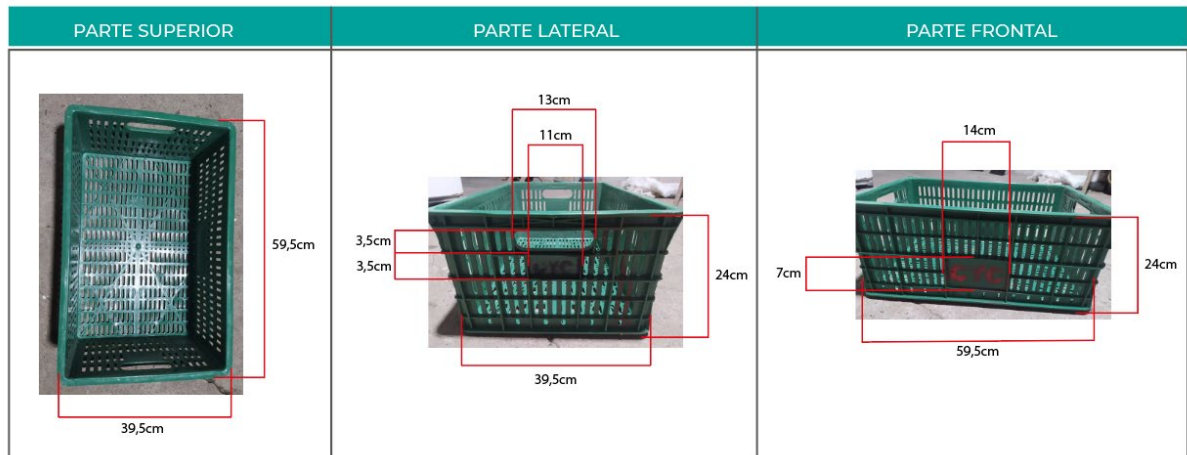 PARTE SUPERIOR
PARTE LATERAL
PARTE FRONTAL
59,5cm
39,5cm
13cm
11cm
3,5cm
3,5cm
24cm
39,5cm
14cm
7cm
24cm
59,5cm